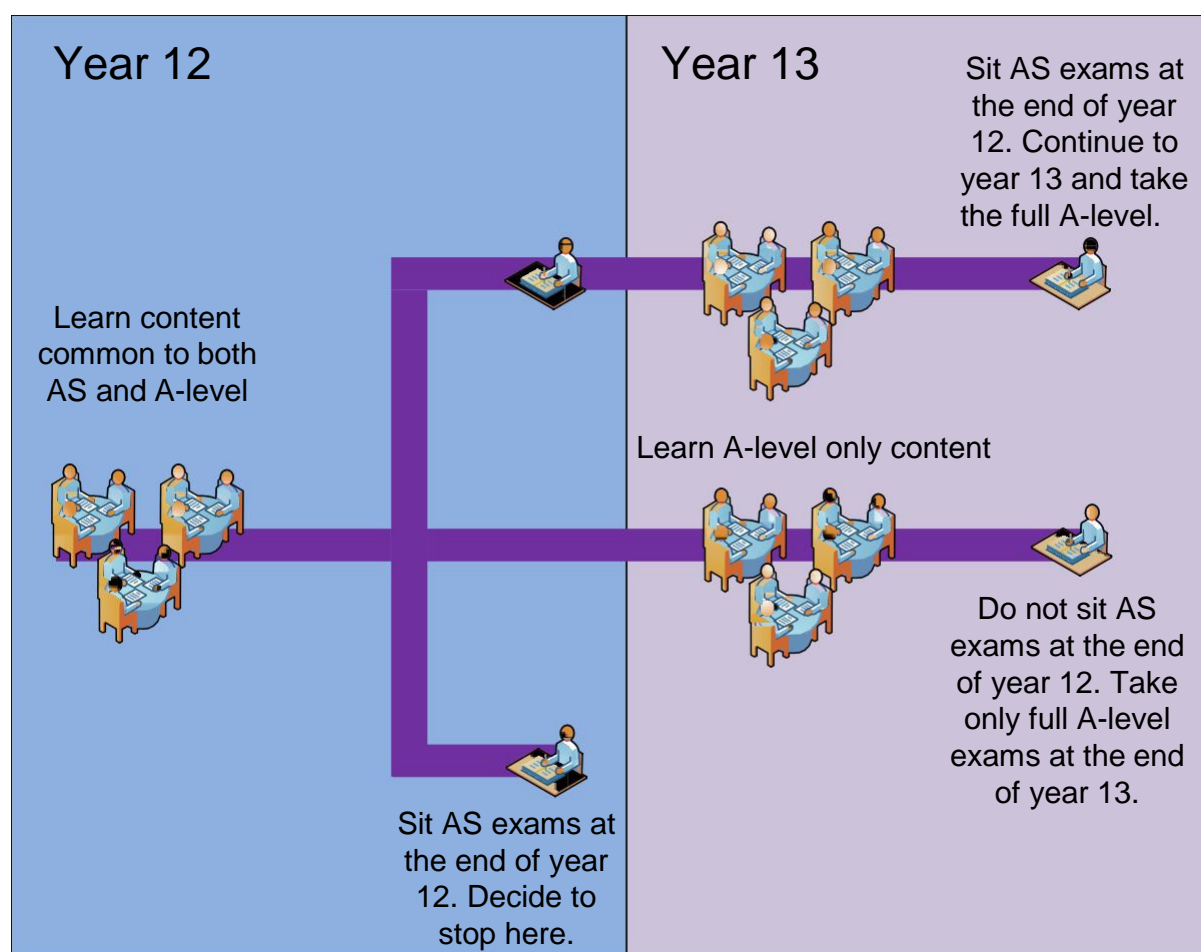 Year 12
Learn content
common to both
AS and A-level
Sit AS exams at
the end of year
12. Decide to
stop here.
Year 13
Sit AS exams at
the end of year
12. Continue to
year 13 and take
the full A-level.
Learn A-level only content
Do not sit AS
exams at the end
of year 12. Take
only full A-level
exams at the end
of year 13.